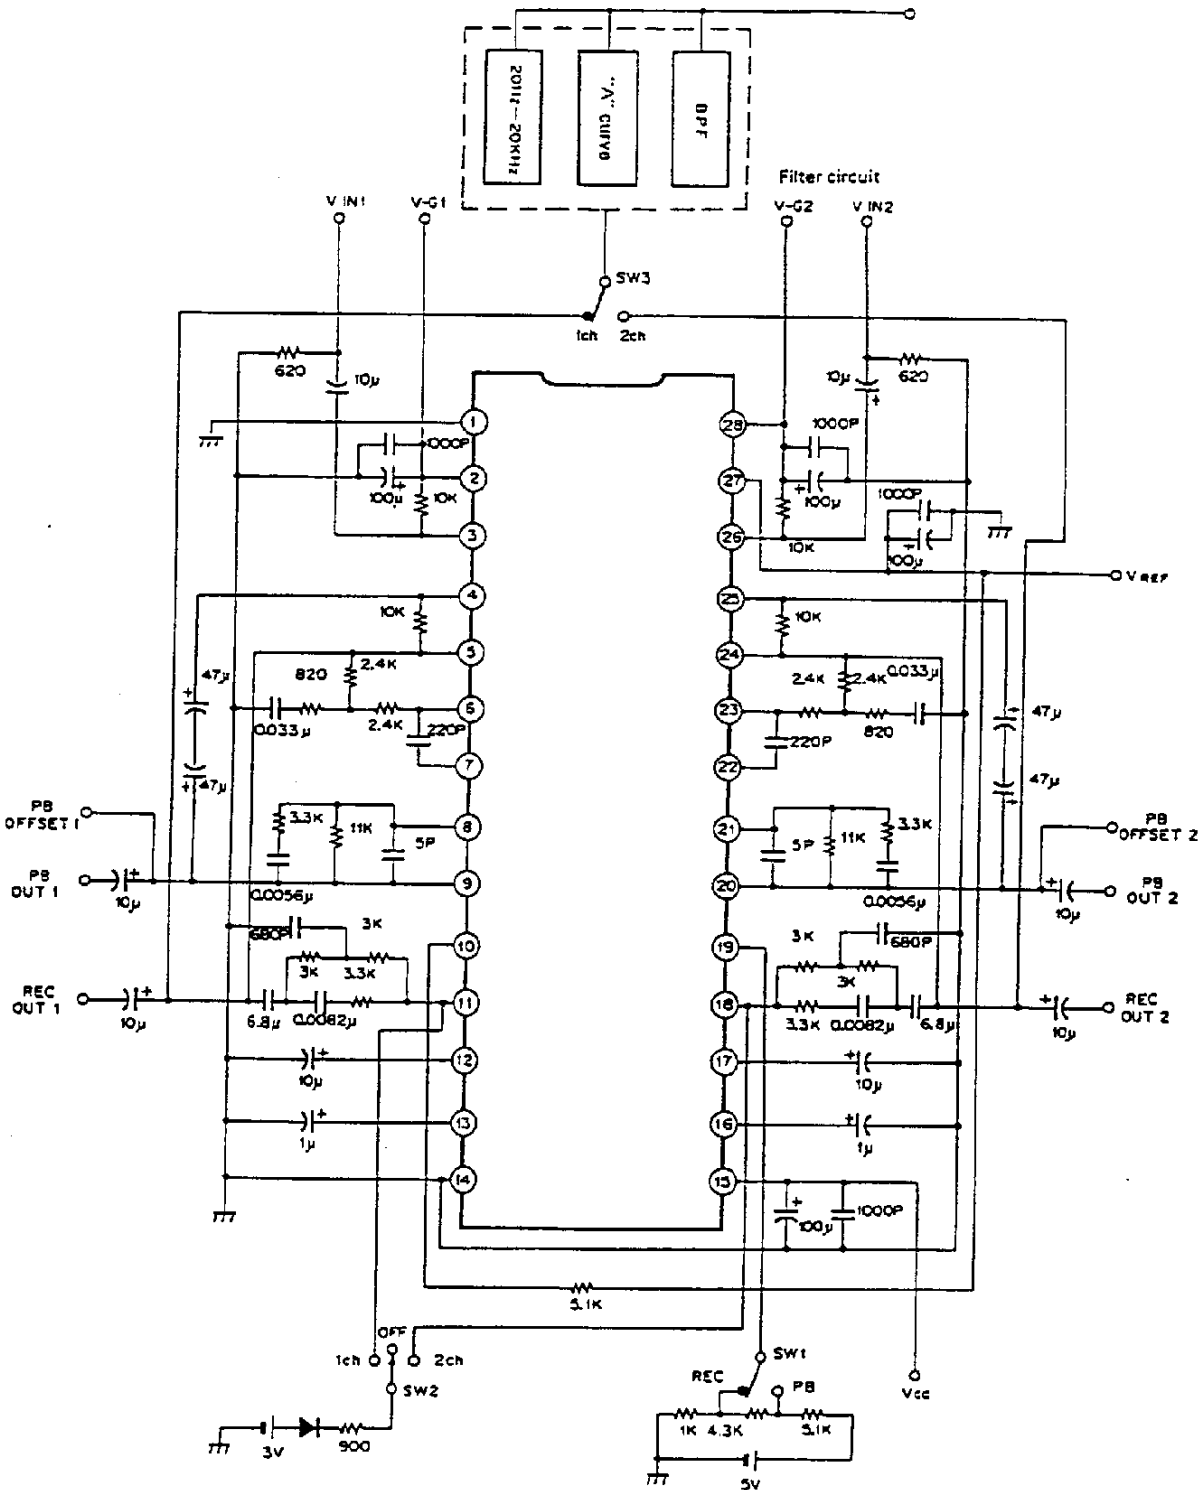 20Hz—20KHz
"A" curve
BPF
Filter circuit
V IN1
V-G1
V-G2
V IN2
SW3
1ch
2ch
620
10μ
10μ
620
+
1
28
1000P
1000P
2
27
100μ
+
10K
+
100μ
1000P
3
26
10K
+
100μ
V REF
4
25
10K
10K
5
24
820
2.4K
2.4K
2.4K
0.033μ
47μ
+
6
23
+
47μ
0.033μ
2.4K
220P
220P
820
7
22
+
47μ
47μ
+
PB
OFFSET 1
3.3K
11K
5P
8
21
5P
11K
3.3K
PB
OFFSET 2
PB
OUT 1
+
10μ
0.0056μ
9
20
0.0056μ
+
10μ
PB
OUT 2
680P
3K
10
19
3K
680P
3K
3.3K
3K
REC
OUT 1
+
10μ
6.8μ
0.0082μ
11
18
3.3K
0.0082μ
6.8μ
+
10μ
REC
OUT 2
+
10μ
12
17
+
10μ
+
1μ
13
16
+
1μ
14
15
+
100μ
1000P
5.1K
OFF
1ch
2ch
SW2
SW1
REC
PB
Vcc
3V
900
1K
4.3K
5.1K
5V